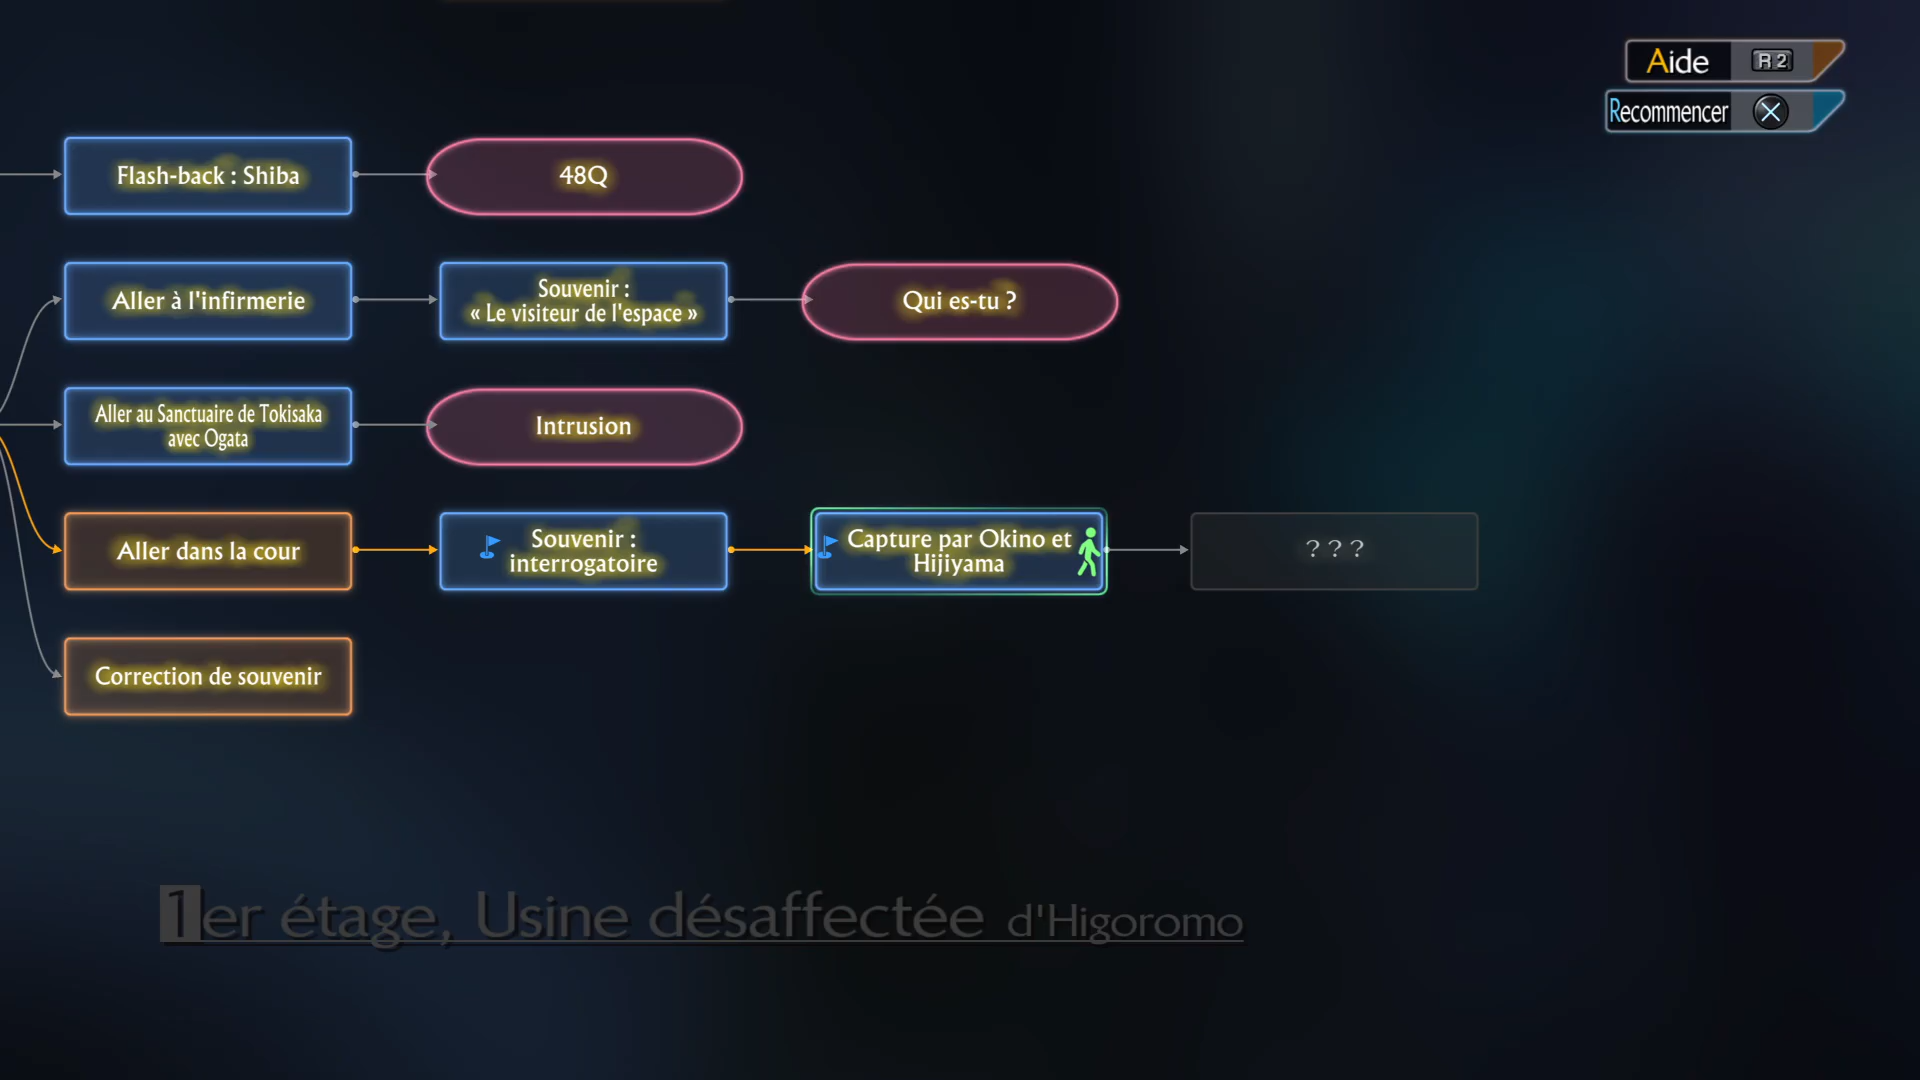 Aide R2
Recommencer
Flash-back : Shiba
48Q
Aller à l'infirmerie
Souvenir :
« Le visiteur de l'espace »
Qui es-tu ?
Aller au Sanctuaire de Tokisaka
avec Ogata
Intrusion
Aller dans la cour
Souvenir :
interrogatoire
Capture par Okino et
Hijiyama
? ? ?
Correction de souvenir
1er étage, Usine désaffectée d'Higoromo